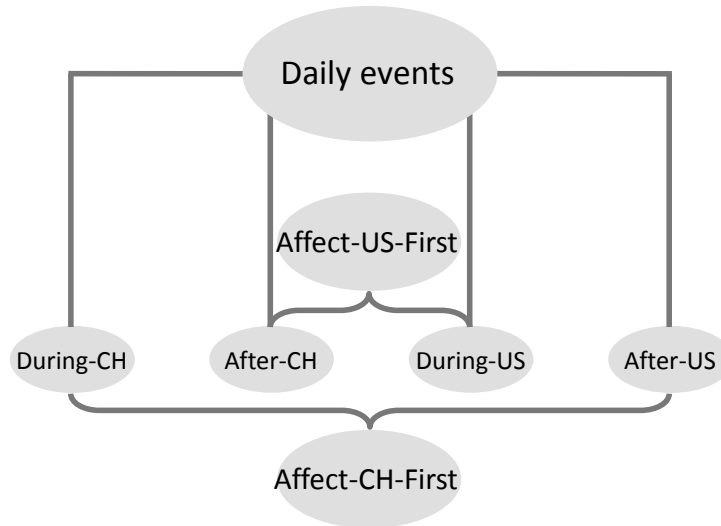 Daily events
Affect-US-First
During-CH
After-CH
During-US
After-US
Affect-CH-First